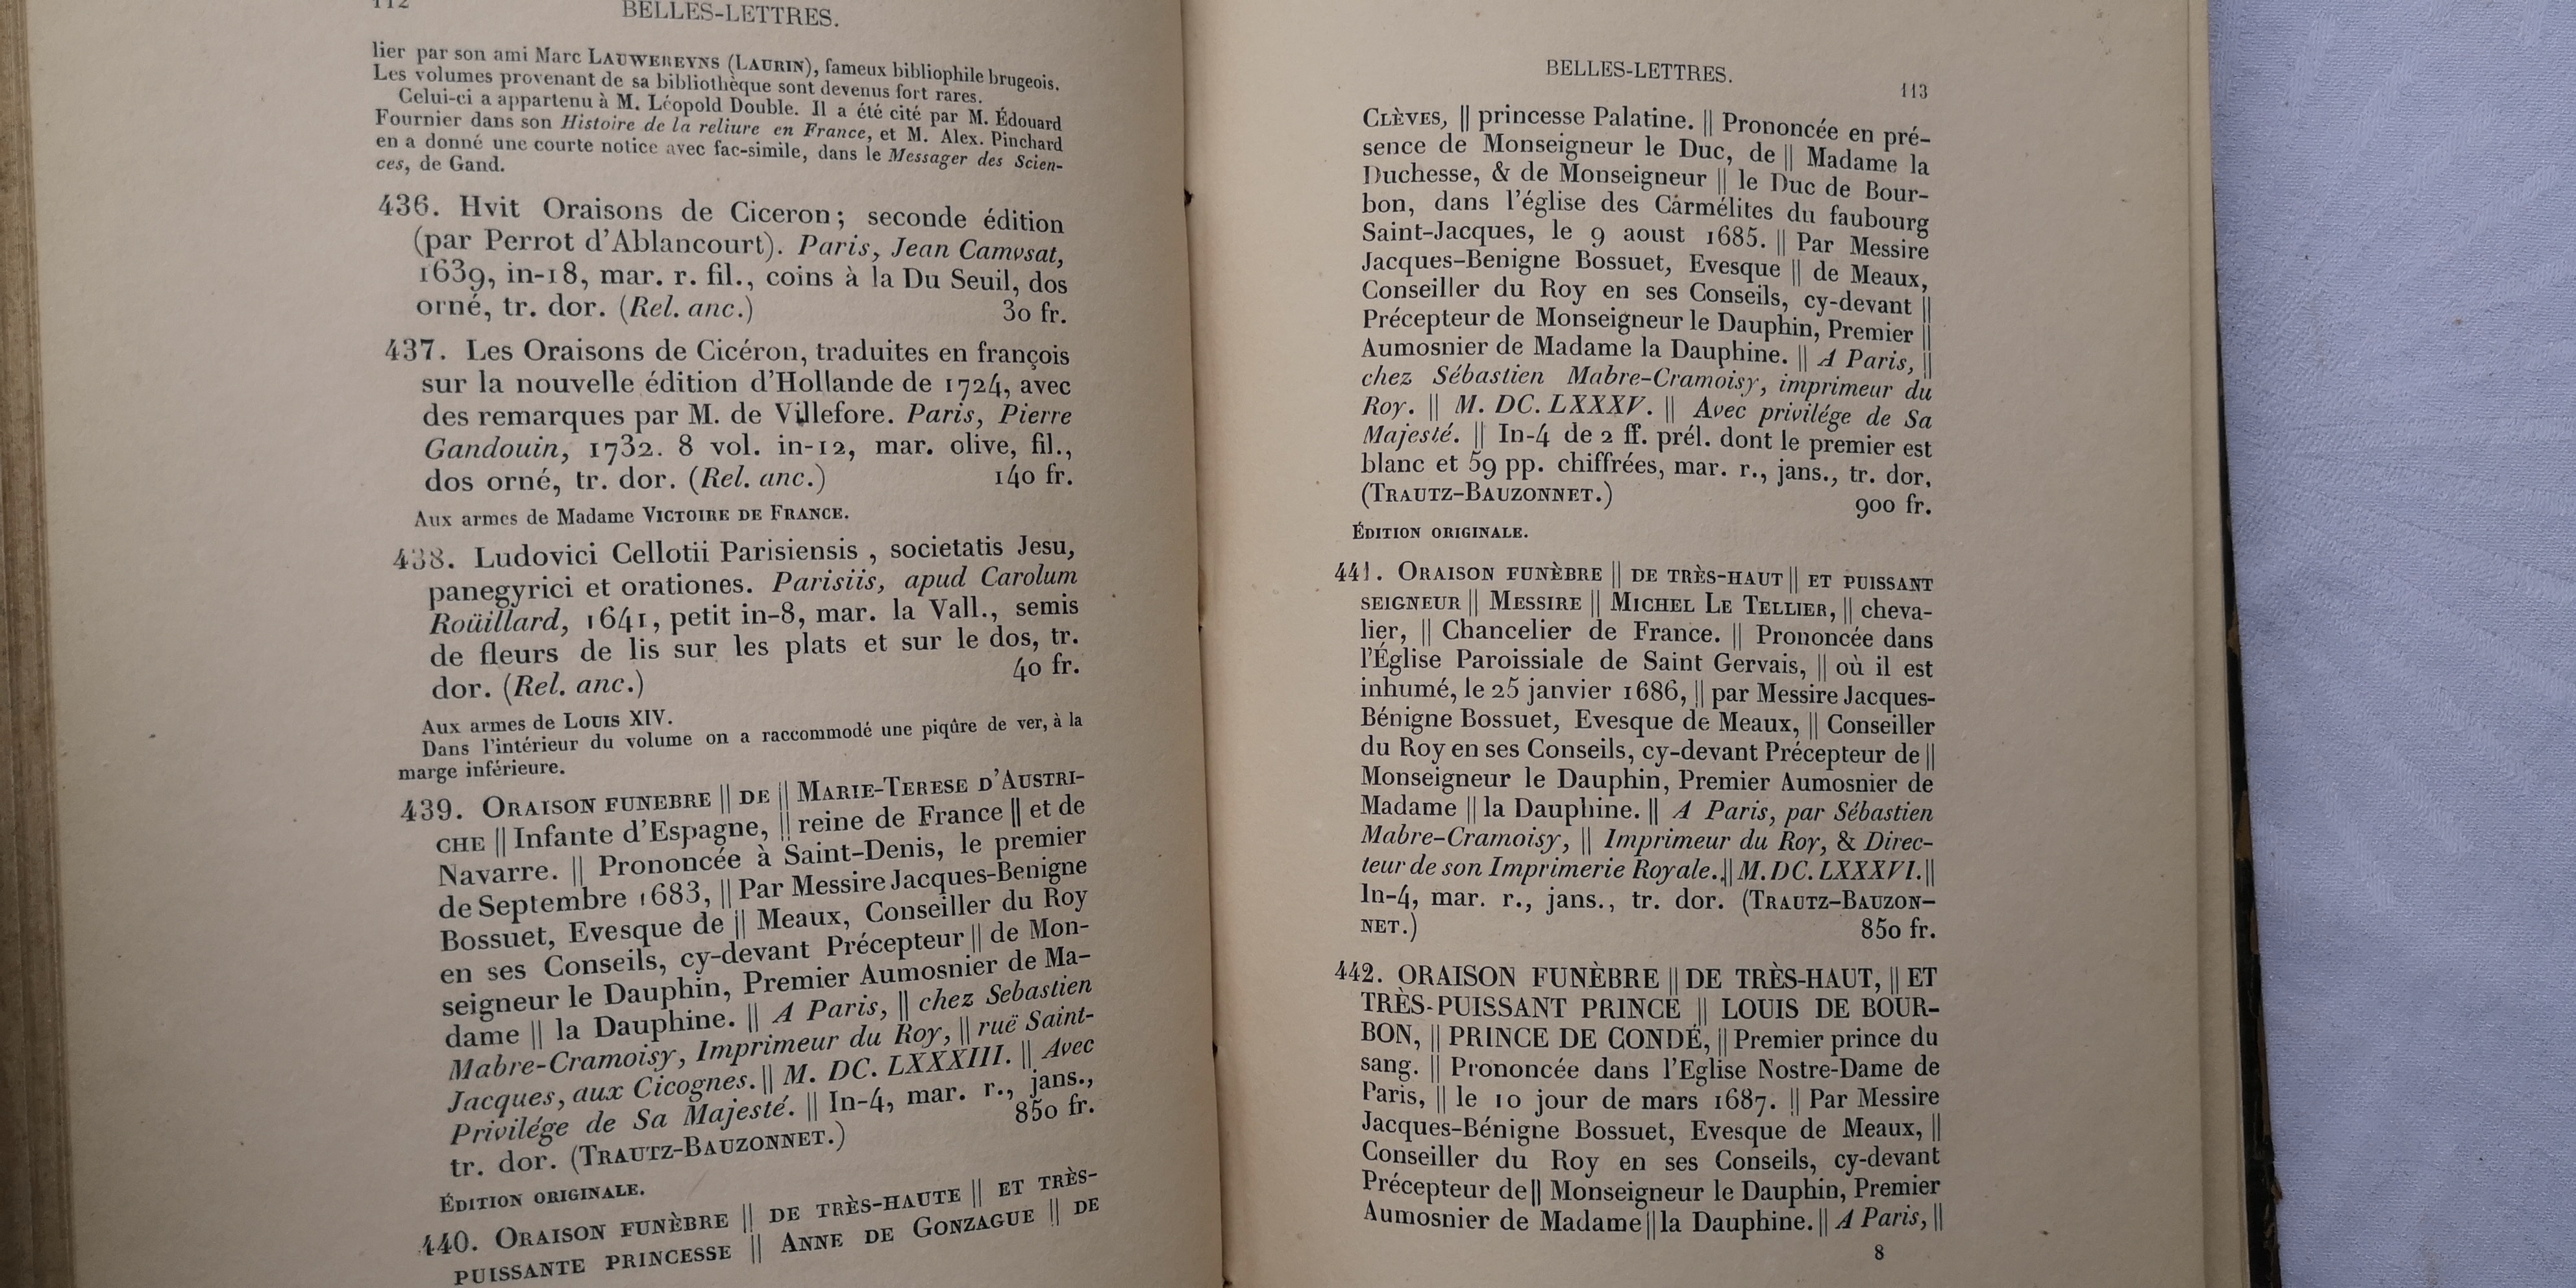 112
BELLES-LETTRES.
lier par son ami Marc LAUWEREYNS (LAURIN), fameux bibliophile brugeois.
Les volumes provenant de sa bibliothèque sont devenus fort rares.
Celui-ci a appartenu à M. Léopold Double. Il a été cité par M. Édouard
Fournier dans son Histoire de la reliure en France, et M. Alex. Pinchard
en a donné une courte notice avec fac-simile, dans le Messager des Scien-
ces, de Gand.
436. Hvit Oraisons de Ciceron; seconde édition
(par Perrot d'Ablancourt). Paris, Jean Camvsat,
1639, in-18, mar. r. fil., coins à la Du Seuil, dos
orné, tr. dor. (Rel. anc.) 30 fr.
437. Les Oraisons de Cicéron, traduites en françois
sur la nouvelle édition d'Hollande de 1724, avec
des remarques par M. de Villefore. Paris, Pierre
Gandouin, 1732. 8 vol. in-12, mar. olive, fil.,
dos orné, tr. dor. (Rel. anc.) 140 fr.
Aux armes de Madame VICTOIRE DE FRANCE.
438. Ludovici Cellotii Parisiensis , societatis Jesu,
panegyrici et orationes. Parisiis, apud Carolum
Roüillard, 1641, petit in-8, mar. la Vall., semis
de fleurs de lis sur les plats et sur le dos, tr.
dor. (Rel. anc.) 40 fr.
Aux armes de LOUIS XIV.
Dans l'intérieur du volume on a raccommodé une piqûre de ver, à la
marge inférieure.
439. ORAISON FUNEBRE || DE || MARIE-TERESE D'AUSTRI-
CHE || Infante d'Espagne, || reine de France || et de
Navarre. || Prononcée à Saint-Denis, le premier
de Septembre 1683, || Par Messire Jacques-Benigne
Bossuet, Evesque de || Meaux, Conseiller du Roy
en ses Conseils, cy-devant Précepteur || de Mon-
seigneur le Dauphin, Premier Aumosnier de Ma-
dame || la Dauphine. || A Paris, || chez Sebastien
Mabre-Cramoisy, Imprimeur du Roy, || ruë Saint-
Jacques, aux Cicognes. || M. DC. LXXXIII. || Avec
Privilége de Sa Majesté. || In-4, mar. r., jans.,
tr. dor. (TRAUTZ-BAUZONNET.) 850 fr.
ÉDITION ORIGINALE.
440. ORAISON FUNÈBRE || DE TRÈS-HAUTE || ET TRÈS-
PUISSANTE PRINCESSE || ANNE DE GONZAGUE || DE
BELLES-LETTRES.
113
CLÈVES, || princesse Palatine. || Prononcée en pré-
sence de Monseigneur le Duc, de || Madame la
Duchesse, & de Monseigneur || le Duc de Bour-
bon, dans l'église des Carmélites du faubourg
Saint-Jacques, le 9 aoust 1685. || Par Messire
Jacques-Benigne Bossuet, Evesque || de Meaux,
Conseiller du Roy en ses Conseils, cy-devant ||
Précepteur de Monseigneur le Dauphin, Premier ||
Aumosnier de Madame la Dauphine. || A Paris, ||
chez Sébastien Mabre-Cramoisy, imprimeur du
Roy. || M. DC. LXXXV. || Avec privilége de Sa
Majesté. || In-4 de 2 ff. prél. dont le premier est
blanc et 59 pp. chiffrées, mar. r., jans., tr. dor.
(TRAUTZ-BAUZONNET.) 900 fr.
ÉDITION ORIGINALE.
441. ORAISON FUNÈBRE || DE TRÈS-HAUT || ET PUISSANT
SEIGNEUR || MESSIRE || MICHEL LE TELLIER, || cheva-
lier, || Chancelier de France. || Prononcée dans
l'Église Paroissiale de Saint Gervais, || où il est
inhumé, le 25 janvier 1686, || par Messire Jacques-
Bénigne Bossuet, Evesque de Meaux, || Conseiller
du Roy en ses Conseils, cy-devant Précepteur de ||
Monseigneur le Dauphin, Premier Aumosnier de
Madame || la Dauphine. || A Paris, par Sébastien
Mabre-Cramoisy, || Imprimeur du Roy, & Direc-
teur de son Imprimerie Royale. || M. DC. LXXXVI. ||
In-4, mar. r., jans., tr. dor. (TRAUTZ-BAUZON-
NET.) 850 fr.
442. ORAISON FUNÈBRE || DE TRÈS-HAUT, || ET
TRÈS-PUISSANT PRINCE || LOUIS DE BOUR-
BON, || PRINCE DE CONDÉ, || Premier prince du
sang. || Prononcée dans l'Eglise Nostre-Dame de
Paris, || le 10 jour de mars 1687. || Par Messire
Jacques-Bénigne Bossuet, Evesque de Meaux, ||
Conseiller du Roy en ses Conseils, cy-devant
Précepteur de || Monseigneur le Dauphin, Premier
Aumosnier de Madame || la Dauphine. || A Paris, ||
8